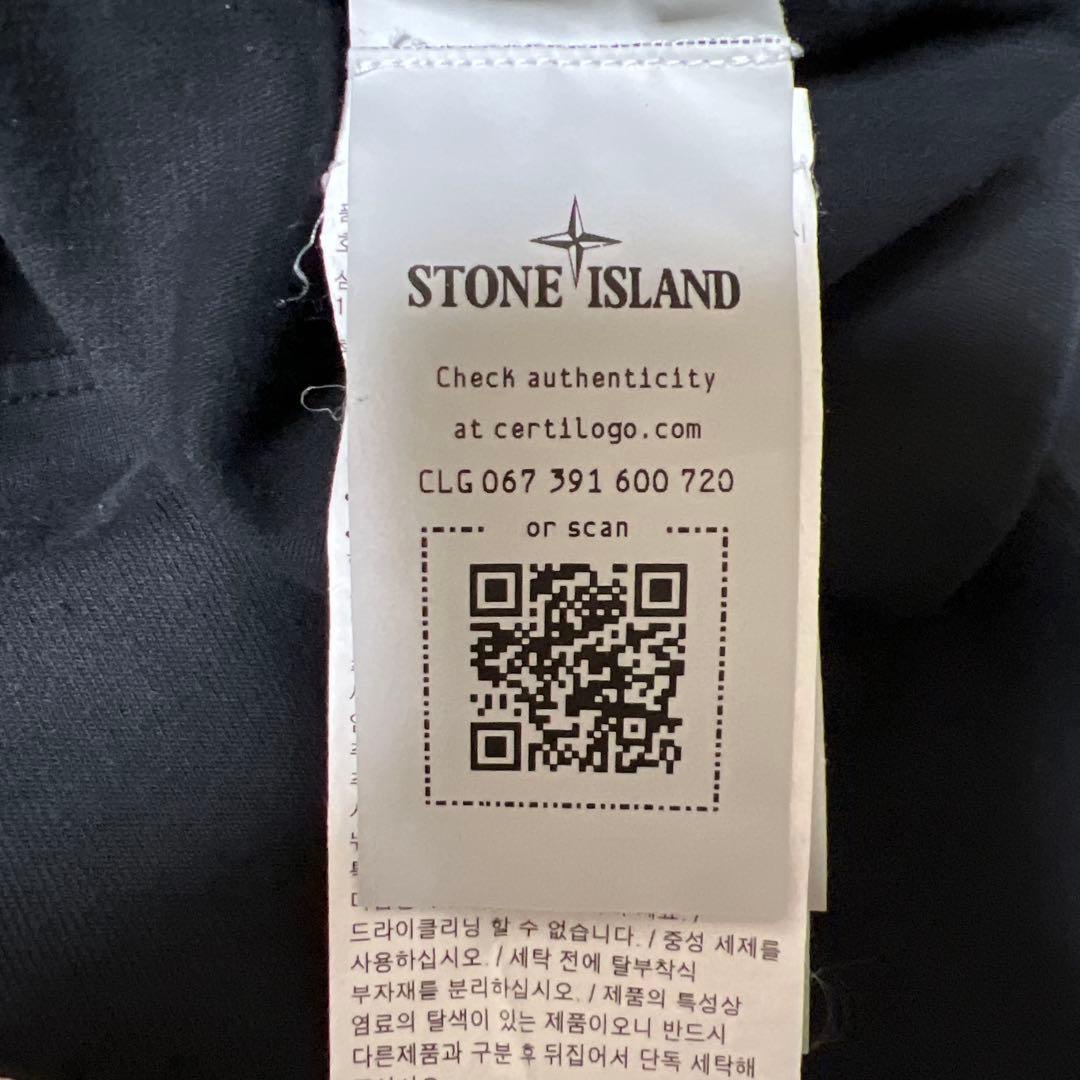 STONE ISLAND
Check authenticity
at certilogo.com
CLG 067 391 600 720
or scan
드라이클리닝 할 수 없습니다. / 중성 세제를
사용하십시오. / 세탁 전에 탈부착식
부자재를 분리하십시오. / 제품의 특성상
염료의 탈색이 있는 제품이오니 반드시
다른제품과 구분 후 뒤집어서 단독 세탁해